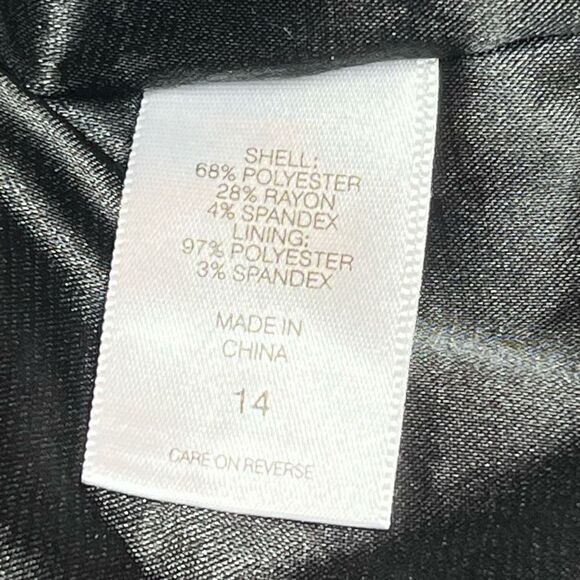 SHELL:
68% POLYESTER
28% RAYON
4% SPANDEX
LINING:
97% POLYESTER
3% SPANDEX
MADE IN
CHINA
14
CARE ON REVERSE